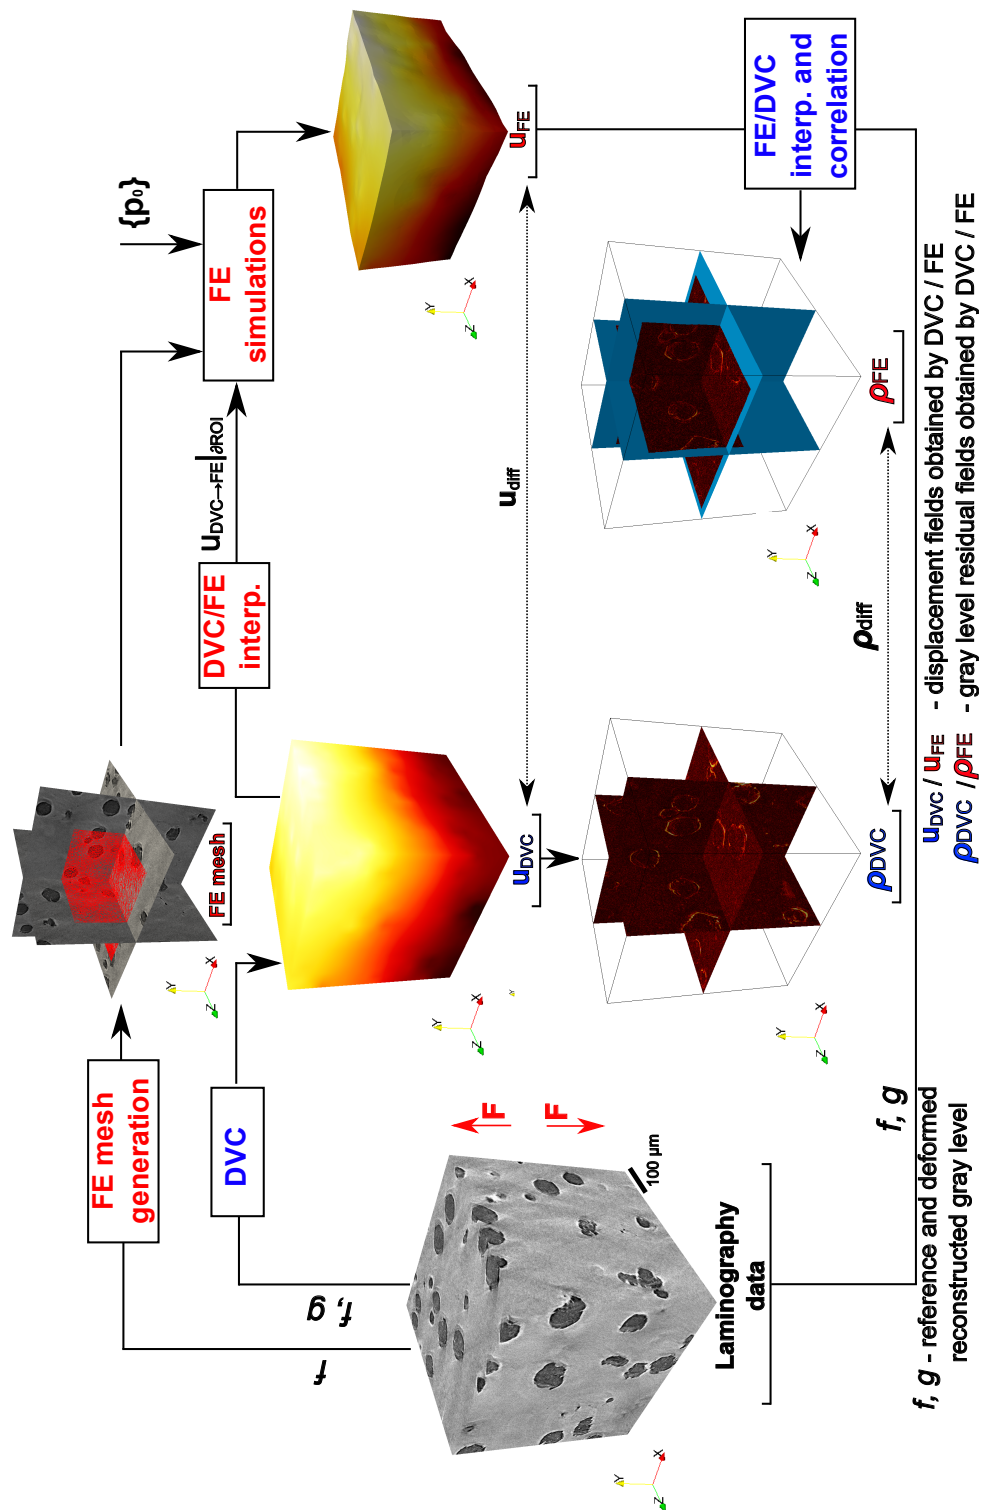 FE mesh
generation
FE mesh
{p₀}
FE
simulations
f
f, g
DVC
DVC/FE
interp.
u_DVC→FE|∂ROI
Y
X
Z
Y
X
Z
Y
Y
X
Z
F
F
100 µm
Laminography
data
Y
X
Z
u_DVC
u_diff
u_FE
FE/DVC
interp. and
correlation
Y
X
Z
Y
X
Z
ρ_DVC
ρ_diff
ρ_FE
f, g
f, g - reference and deformed
reconstructed gray level
u_DVC / u_FE - displacement fields obtained by DVC / FE
ρ_DVC / ρ_FE - gray level residual fields obtained by DVC / FE